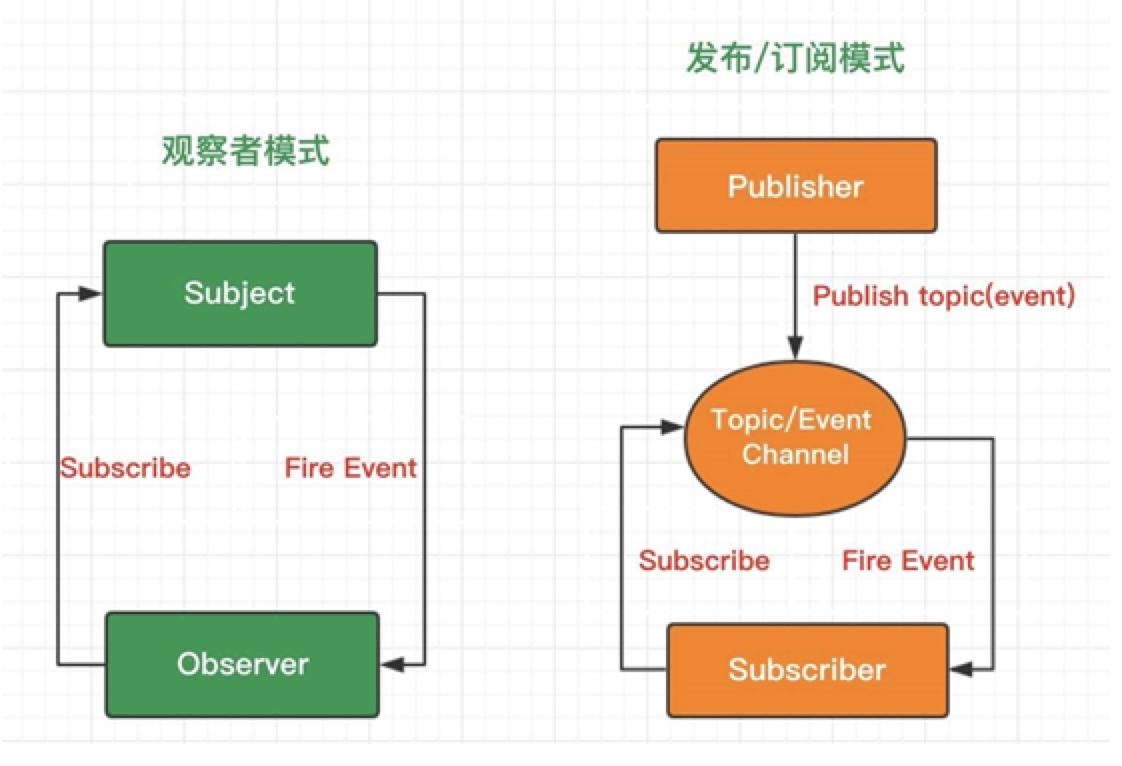 观察者模式
Subject
Subscribe
Fire Event
Observer
发布/订阅模式
Publisher
Publish topic(event)
Topic/Event
Channel
Subscribe
Fire Event
Subscriber